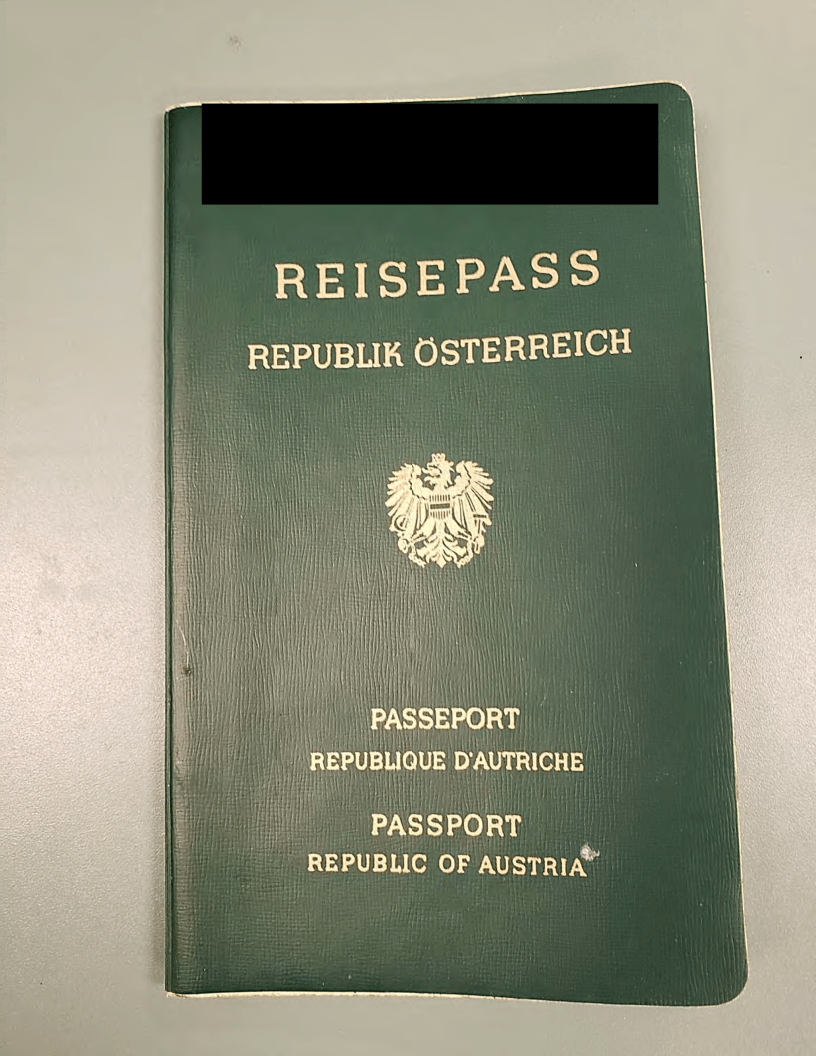 REISEPASS
REPUBLIK ÖSTERREICH
PASSEPORT
REPUBLIQUE D'AUTRICHE
PASSPORT
REPUBLIC OF AUSTRIA